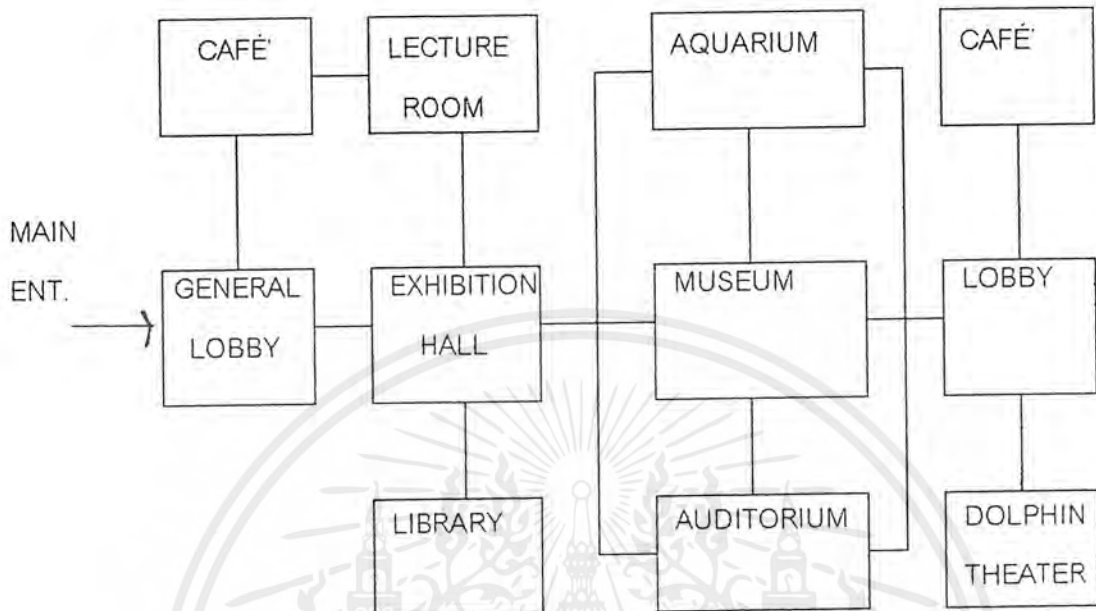 CAFÉ
LECTURE
ROOM
AQUARIUM
CAFÉ
MAIN
ENT.
GENERAL
LOBBY
EXHIBITION
HALL
MUSEUM
LOBBY
LIBRARY
AUDITORIUM
DOLPHIN
THEATER